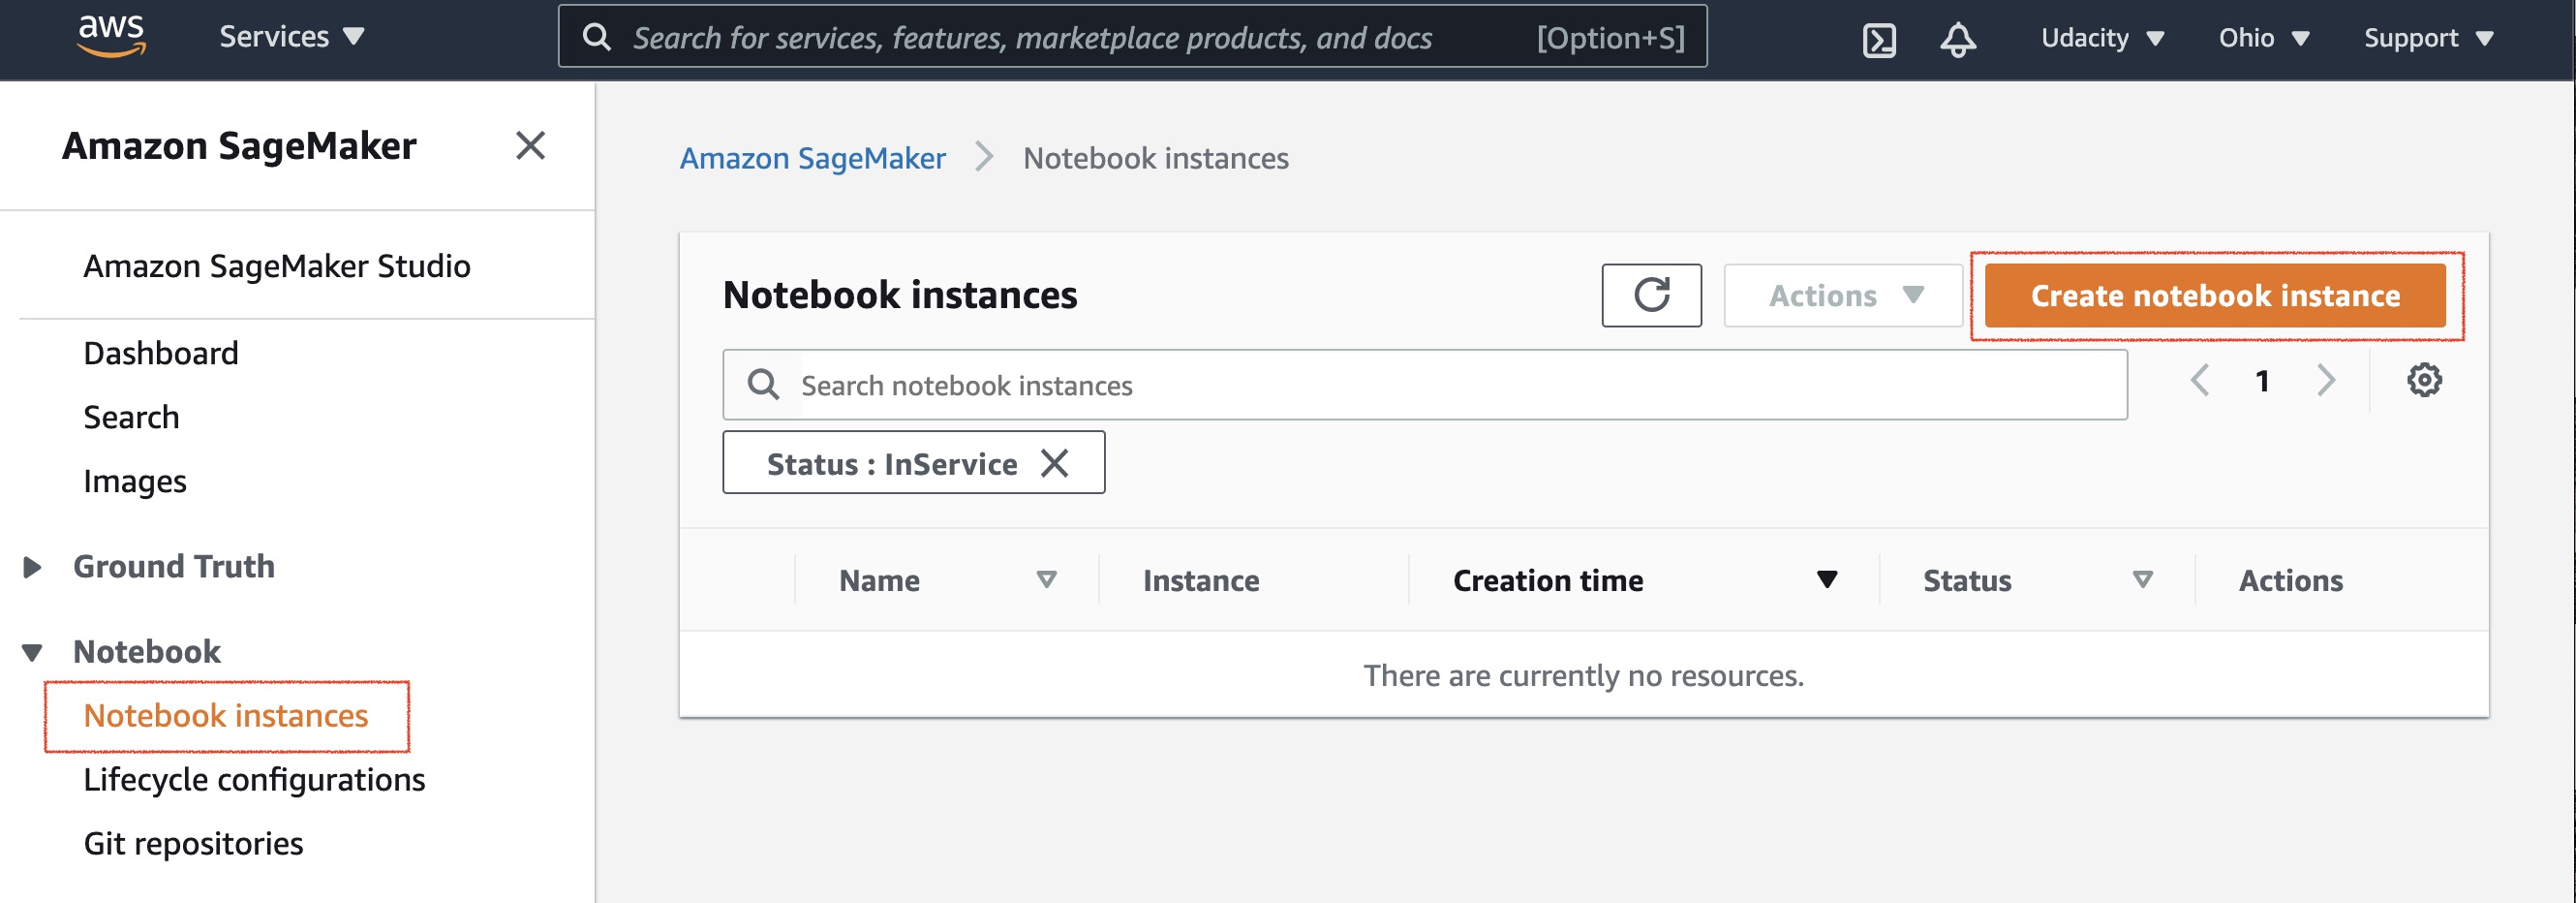 aws Services Search for services, features, marketplace products, and docs [Option+S] Udacity Ohio Support
Amazon SageMaker
Amazon SageMaker Studio
Dashboard
Search
Images
Ground Truth
Notebook
Notebook instances
Lifecycle configurations
Git repositories
Amazon SageMaker Notebook instances
Notebook instances Actions Create notebook instance
Search notebook instances 1
Status : InService
Name Instance Creation time Status Actions
There are currently no resources.